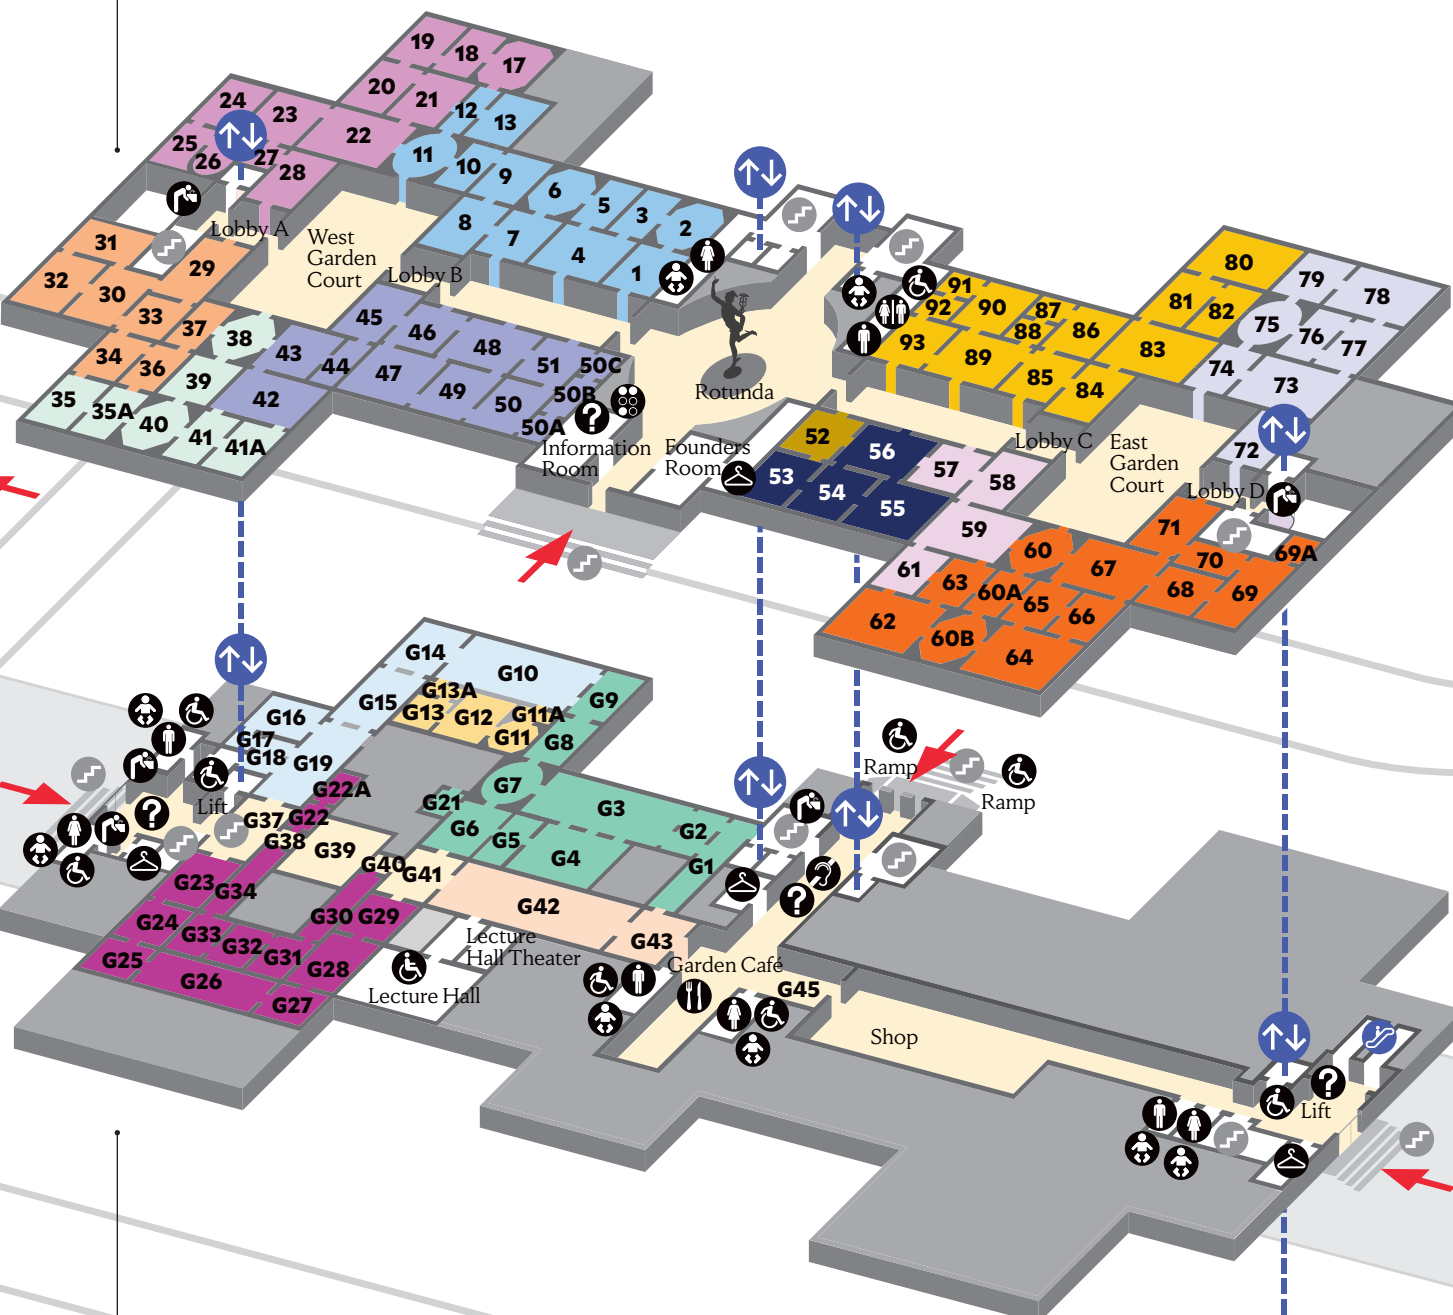 19
18
17
20
21
12
13
24
23
22
25
26
27
28
11
10
9
6
5
3
2
8
7
4
1
Lobby A
West
Garden
Court
Lobby B
31
32
30
29
33
37
34
36
38
39
35
35A
40
41
41A
45
46
43
44
48
47
42
49
50
51
50C
50B
50A
?
Information
Room
Rotunda
Founders
Room
91
92
90
87
88
86
93
89
85
84
83
80
81
82
79
78
75
76
77
74
73
72
Lobby C
East
Garden
Court
Lobby D
52
56
53
54
55
57
58
59
61
60
63
60A
65
67
66
62
60B
64
71
70
69A
68
69
G14
G10
G15
G13A
G13
G12
G11A
G11
G9
G8
G16
G17
G18
G19
G22A
G7
G21
G3
G6
G5
G4
G2
G1
Lift
?
G37
G22
G38
G39
G40
G41
G23
G34
G42
G43
G24
G33
G30
G29
G32
G31
G25
G26
G28
G27
Lecture
Hall Theater
Lecture Hall
Ramp
Ramp
?
Garden Café
G45
Shop
?
Lift